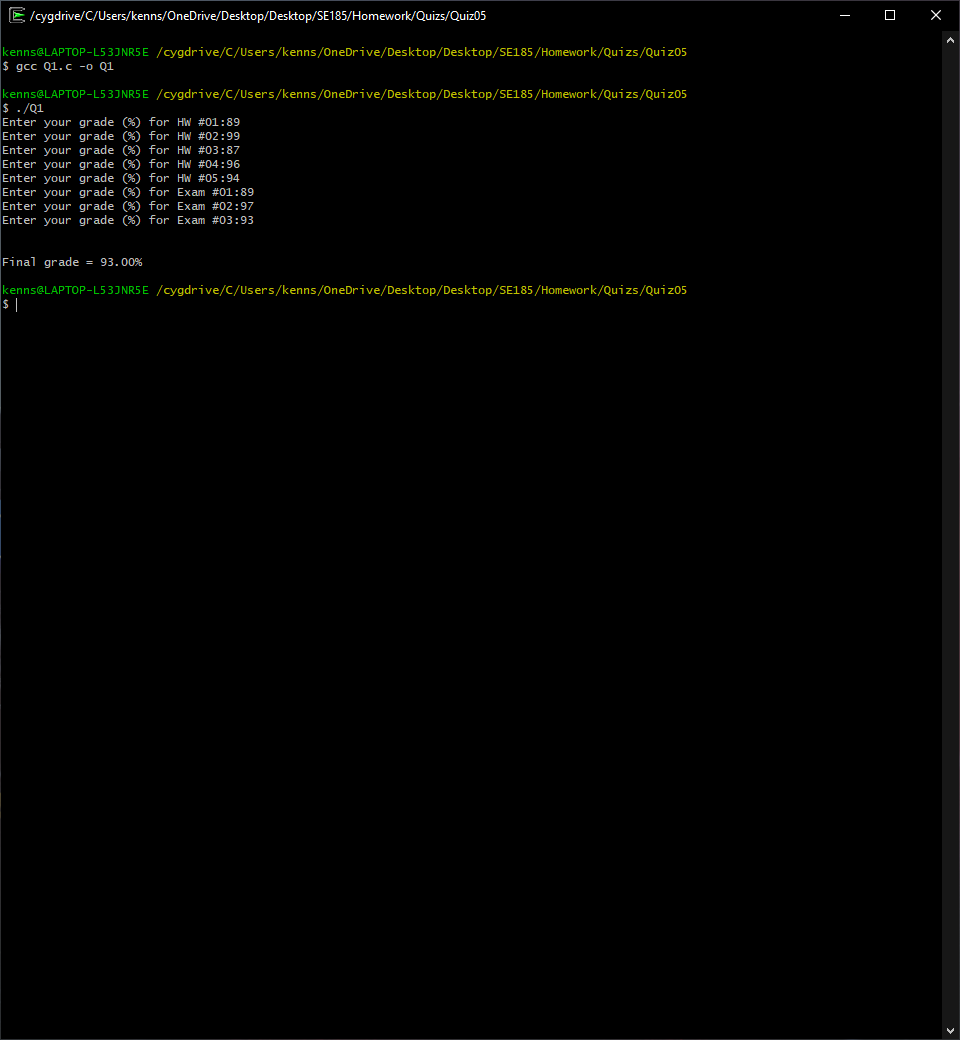 /cygdrive/C/Users/kenns/OneDrive/Desktop/Desktop/SE185/Homework/Quizs/Quiz05
kenns@LAPTOP-L53JNR5E /cygdrive/C/Users/kenns/OneDrive/Desktop/Desktop/SE185/Homework/Quizs/Quiz05
$ gcc Q1.c -o Q1
kenns@LAPTOP-L53JNR5E /cygdrive/C/Users/kenns/OneDrive/Desktop/Desktop/SE185/Homework/Quizs/Quiz05
$ ./Q1
Enter your grade (%) for HW #01:89
Enter your grade (%) for HW #02:99
Enter your grade (%) for HW #03:87
Enter your grade (%) for HW #04:96
Enter your grade (%) for HW #05:94
Enter your grade (%) for Exam #01:89
Enter your grade (%) for Exam #02:97
Enter your grade (%) for Exam #03:93
Final grade = 93.00%
kenns@LAPTOP-L53JNR5E /cygdrive/C/Users/kenns/OneDrive/Desktop/Desktop/SE185/Homework/Quizs/Quiz05
$